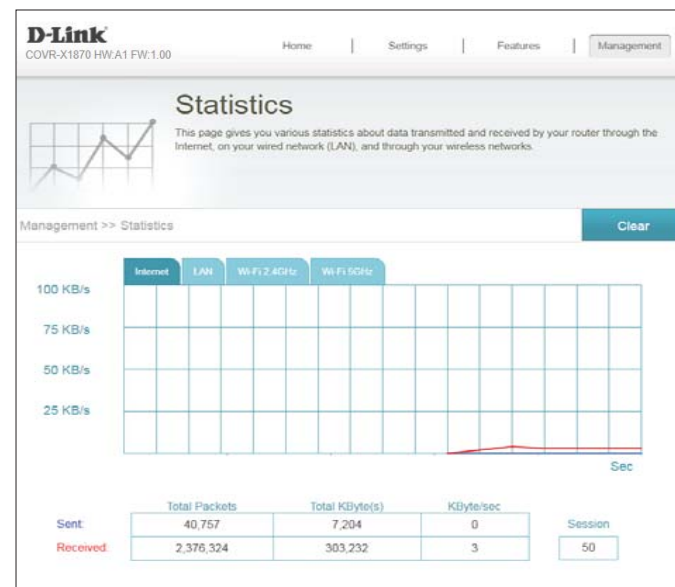 D-Link
COVR-X1870 HW:A1 FW:1.00
Home | Settings | Features | Management
Statistics
This page gives you various statistics about data transmitted and received by your router through the
Internet, on your wired network (LAN), and through your wireless networks.
Management >> Statistics
Clear
Internet LAN Wi-Fi 2.4GHz Wi-Fi 5GHz
100 KB/s
75 KB/s
50 KB/s
25 KB/s
Sec
Total Packets Total KByte(s) KByte/sec
Sent: 40,757 7,204 0 Session
Received: 2,376,324 303,232 3 50